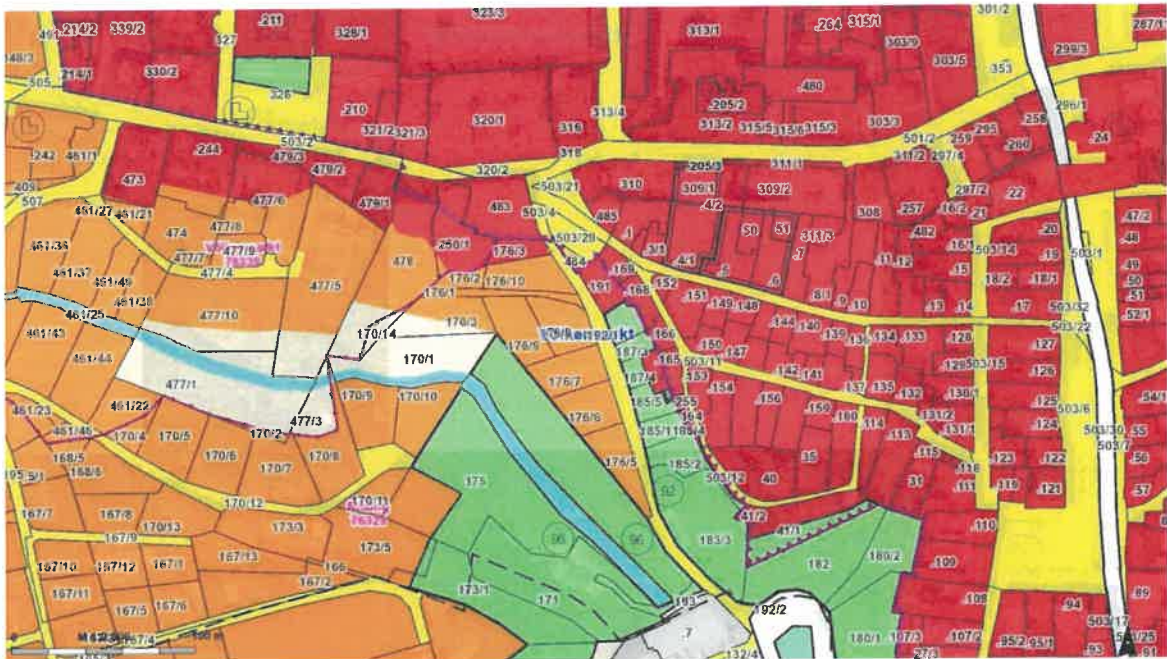 .214/2 339/2 .211 328/1 323/3 313/1 .264 315/1 303/9 301/2 287/1
491 327 303/5 .353 299/3
148/3 214/1 330/2 .480
505 326 .210 320/1 316 313/4 .205/2 296/1
321/2 321/3 313/2 315/5 315/6 315/3 303/3 501/2 259 295 .258
.242 461/1 .244 503/2 479/3 318 .260 .24
409 .473 479/2 320/2 .205/3 311/1 311/2 297/4
507 477/6 479/1 483 <503/21 310 309/1 309/2 297/2 .22
461/27 461/21 503/4 485 .4/2 308 .257 16/2 .21
474 477/8 503/29 .1 50 51 311/3 .482 .20 47/2
461/36 477/7 477/9 478 250/1 176/3 484 3/1 .7 16/1 503/14 .19 503/1 .48
461/37 477/4 169 .4/1 .5 .11 .12 .15 .49
461/49 477/5 176/2 176/10 .191 168 152 .6 18/2 18/1 .50
461/38 176/1 .151 149 .148 8/1 .9 .10 .13 .14 .17 503/32 .51
461/25 477/10 170/14 176/3 166 .144 .140 .139 136 .134 .133 .128 503/22 52/1
461/43 176/9 .150 .147 .127
461/44 170/1 187/3 .165 503/11 .142 .141 .129 503/15 .126
477/1 176/7 187/4 153 .154 137 .135 .132 130/1 54/1
461/23 461/22 477/3 170/9 170/10 185/5 255 .156 .159 .160 131/2 .125 503/6
461/46 170/4 170/5 170/2 176/6 185/1 185/4 164 .114 .113 131/1 .124 503/30 .55
168/5 170/6 170/7 170/8 176/5 185/2 .35 .115 503/7
168/6 175 92 503/12 .40 .31 .118 .123 .122 .56
167/7 167/8 170/12 170/11 .111 .119 .121 .57
170/13 76329 41/2 .110
167/9 173/3 96 96 183/3 41/1
167/10 167/12 167/1 167/13 173/5 182 180/2 .109
167/11 166 167/2 173/1 171 193 .108 .89
167/5 167/6 192/2 .94
167/4 .7 180/1 107/3 107/2 95/2 95/1 503/17
132/4 27/3 .93 .91